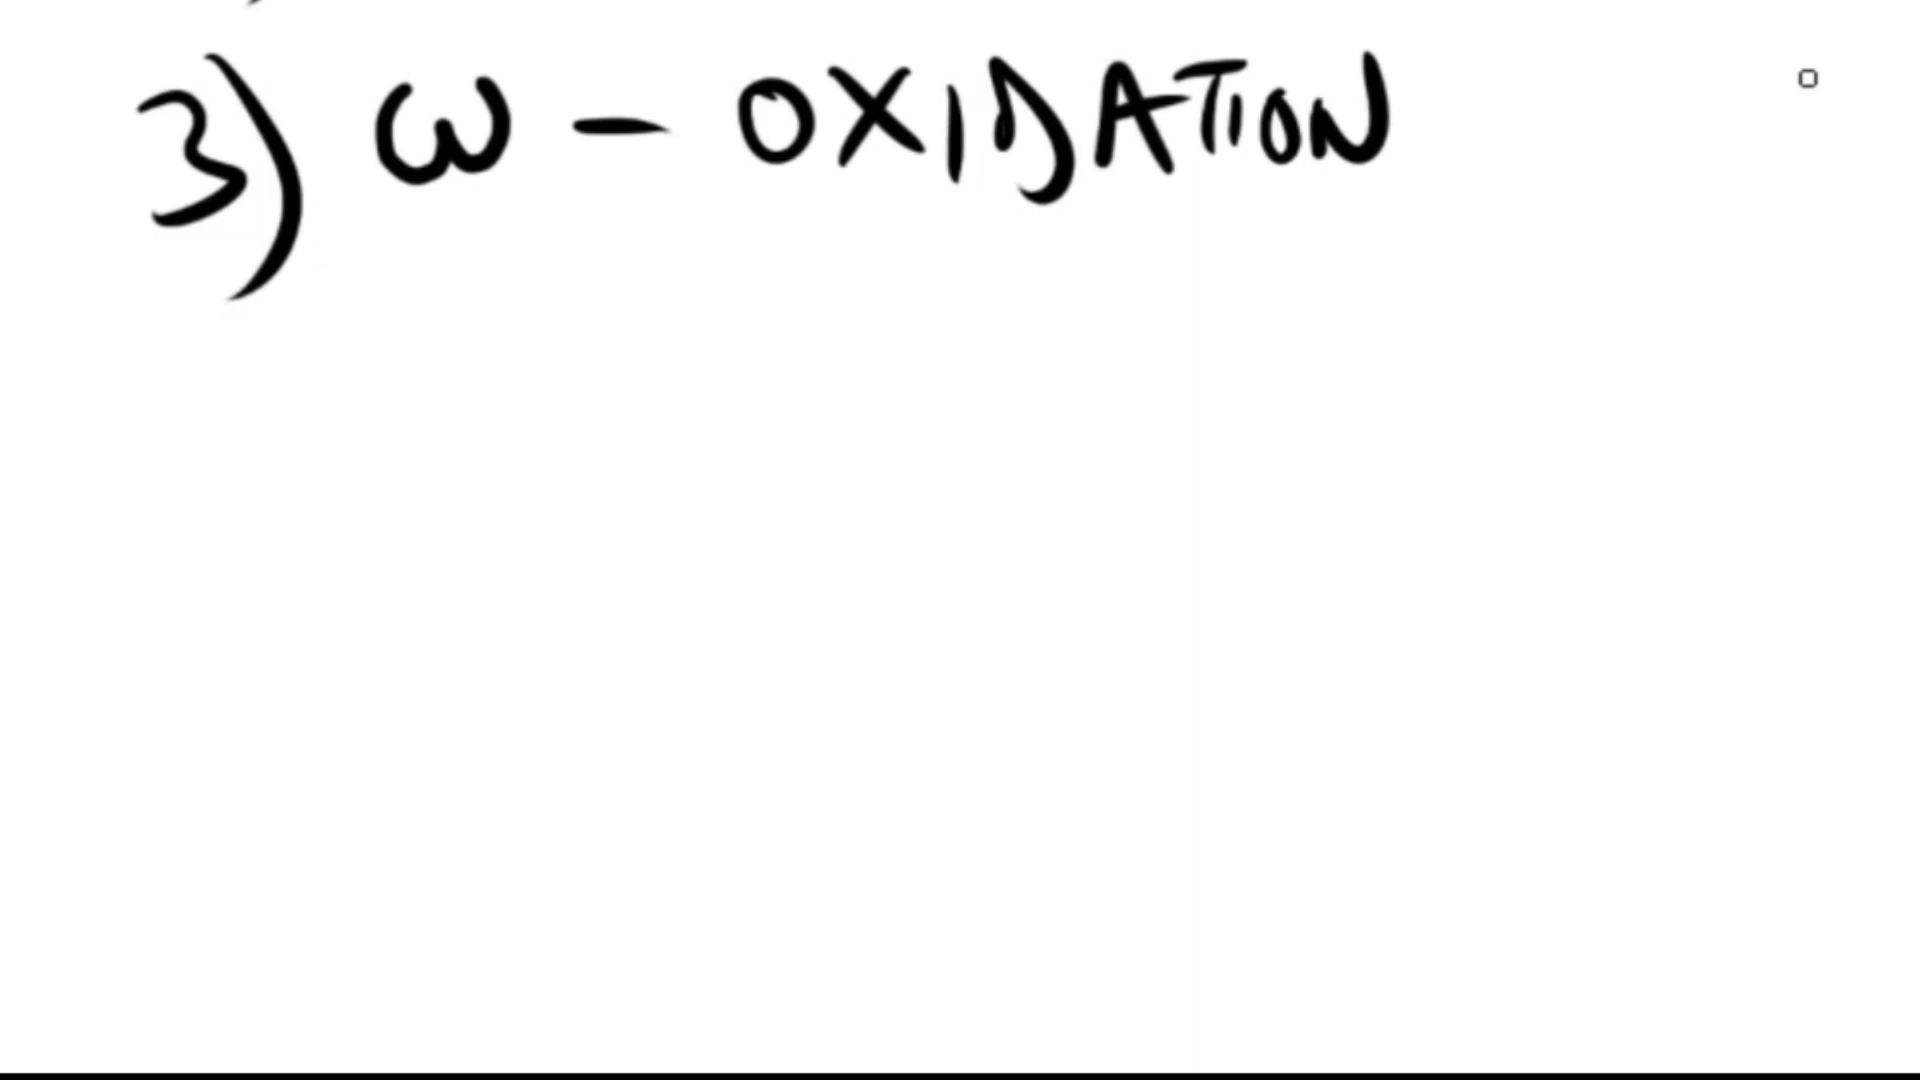 3) ω - OXIDATION